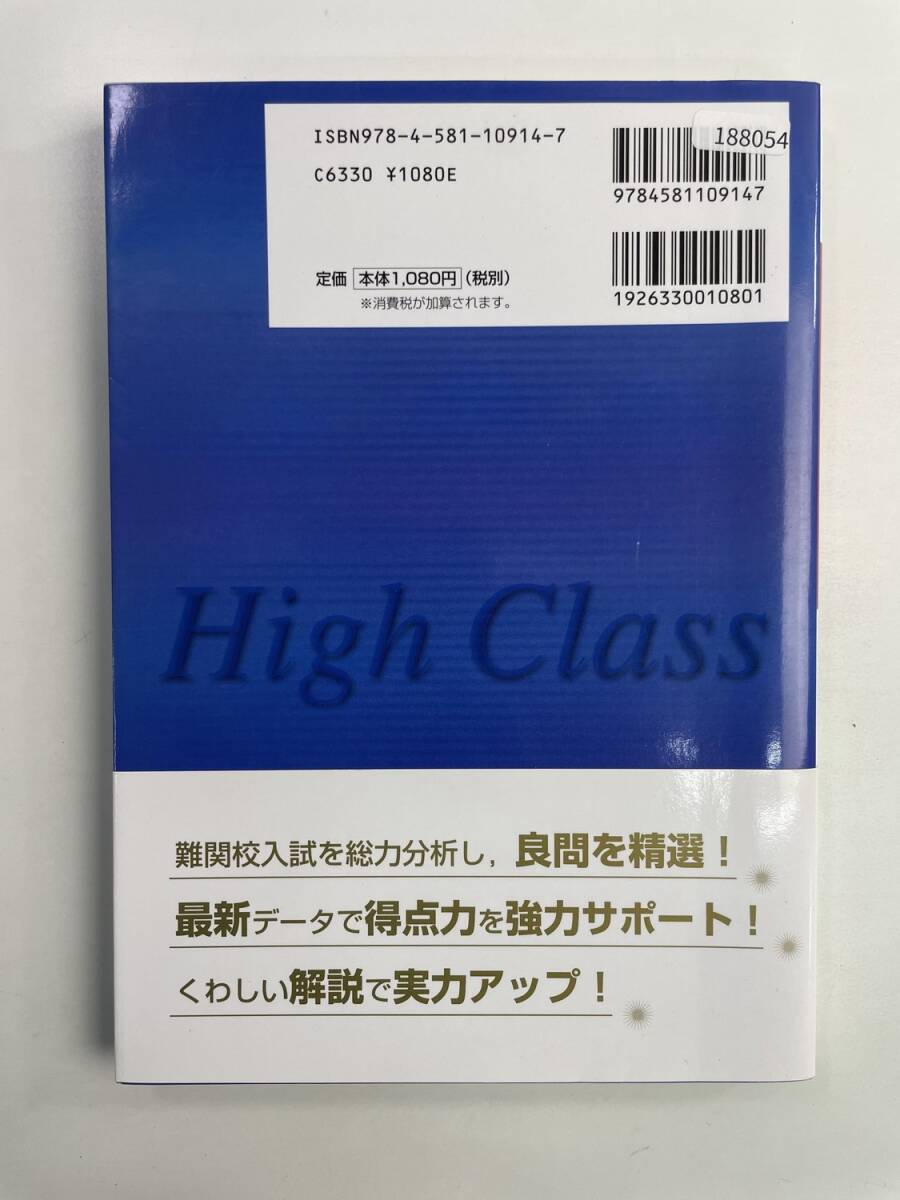 ISBN978-4-581-10914-7
C6330 ¥1080E
定価 本体1,080円（税別）
※消費税が加算されます。
188054
9784581109147
1926330010801
High Class
難関校入試を総力分析し，良問を精選！
最新データで得点力を強力サポート！
くわしい解説で実力アップ！